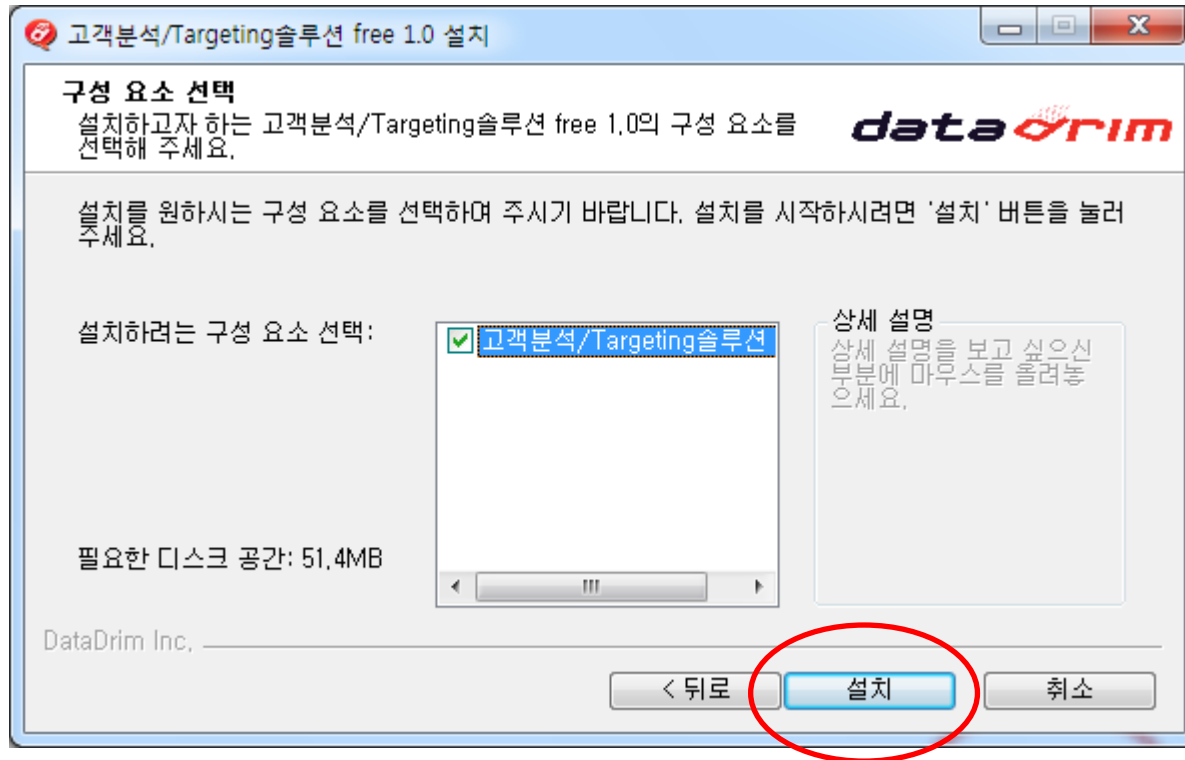 고객분석/Targeting솔루션 free 1.0 설치
구성 요소 선택
설치하고자 하는 고객분석/Targeting솔루션 free 1.0의 구성 요소를
선택해 주세요.
datadrim
설치를 원하시는 구성 요소를 선택하여 주시기 바랍니다. 설치를 시작하시려면 '설치' 버튼을 눌러
주세요.
설치하려는 구성 요소 선택:
고객분석/Targeting솔루션
상세 설명
상세 설명을 보고 싶으신
부분에 마우스를 올려놓
으세요.
필요한 디스크 공간: 51.4MB
DataDrim Inc.
< 뒤로
설치
취소